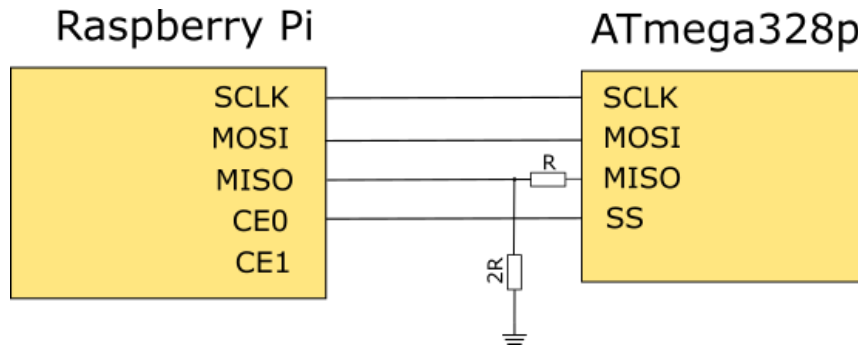 Raspberry Pi
ATmega328p
SCLK
MOSI
MISO
CE0
CE1
R
2R
SCLK
MOSI
MISO
SS